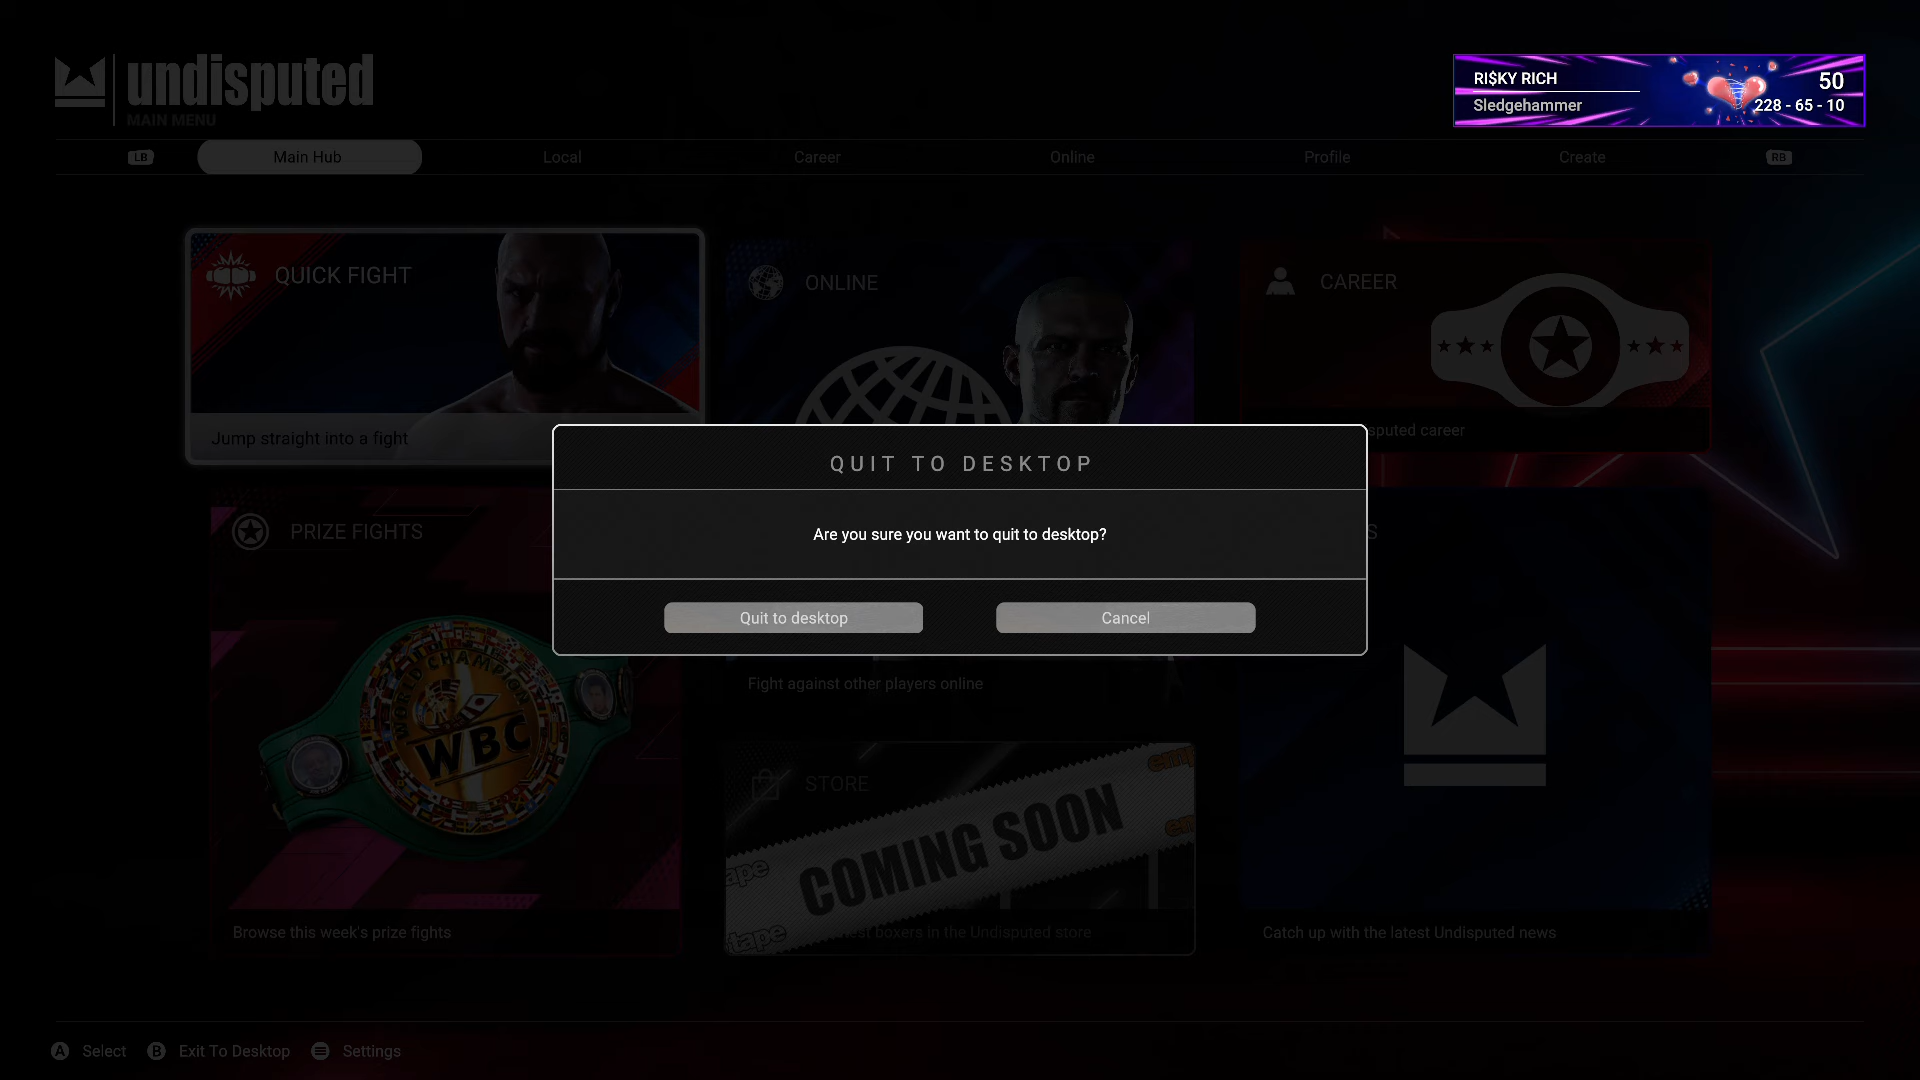 undisputed
MAIN MENU
RI$KY RICH
50
Sledgehammer
228 - 65 - 10
LB
Main Hub
Local
Career
Online
Profile
Create
RB
QUICK FIGHT
Jump straight into a fight
ONLINE
CAREER
sputed career
QUIT TO DESKTOP
Are you sure you want to quit to desktop?
Quit to desktop
Cancel
PRIZE FIGHTS
S
WORLD CHAMPION
WBC
Browse this week's prize fights
Fight against other players online
STORE
COMING SOON
tape
boxers in the Undisputed store
Catch up with the latest Undisputed news
A Select
B Exit To Desktop
Settings